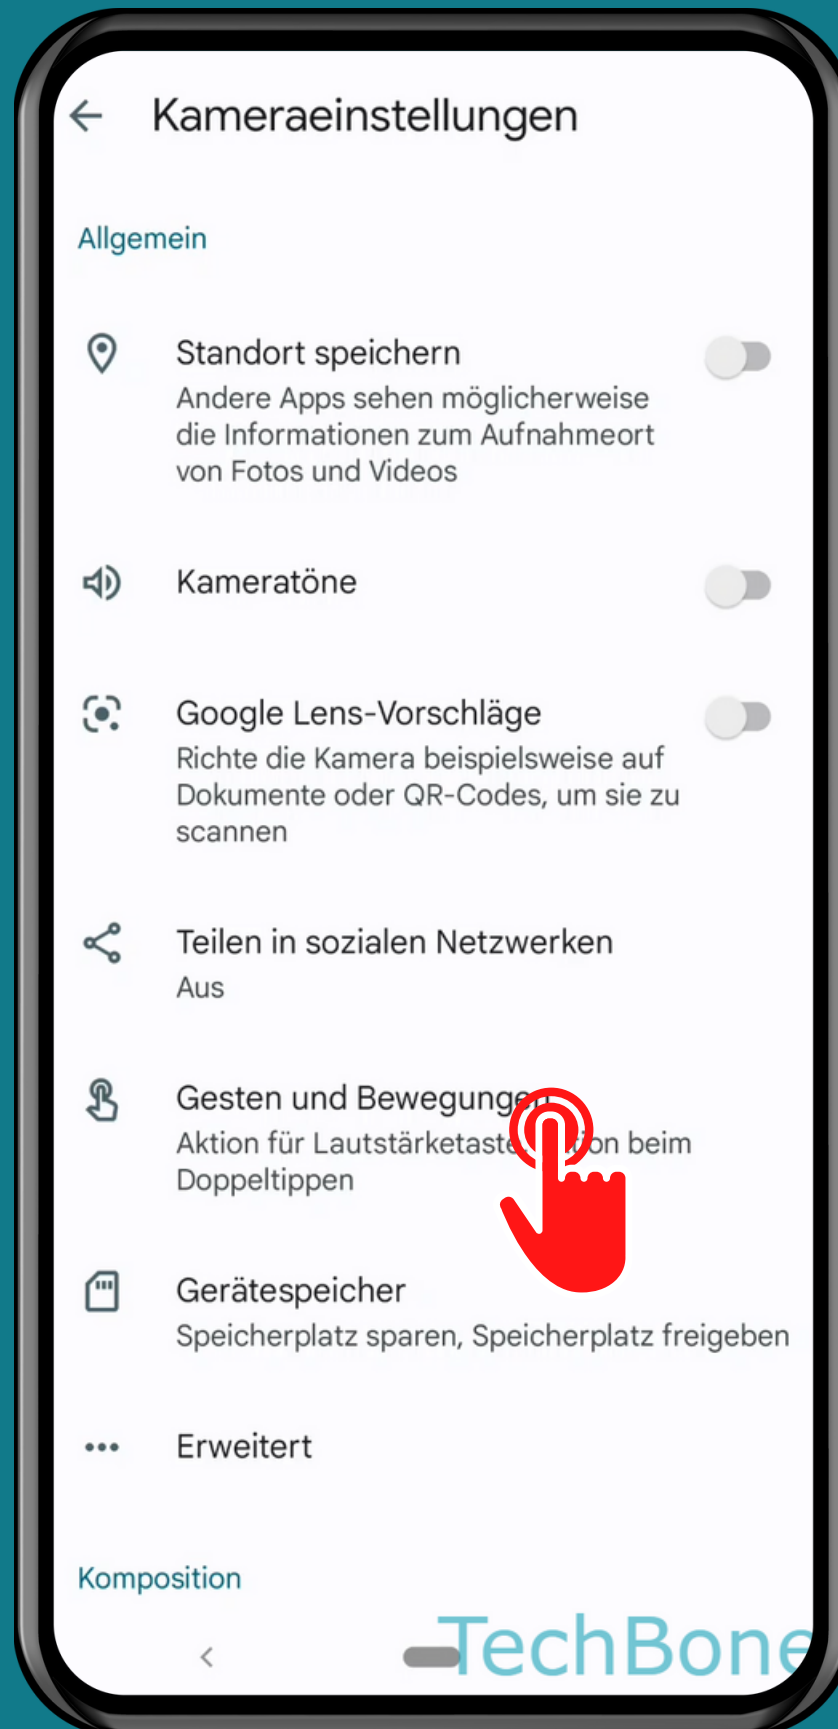 Kameraeinstellungen
Allgemein
Standort speichern
Andere Apps sehen möglicherweise
die Informationen zum Aufnahmeort
von Fotos und Videos
Kameratöne
Google Lens-Vorschläge
Richte die Kamera beispielsweise auf
Dokumente oder QR-Codes, um sie zu
scannen
Teilen in sozialen Netzwerken
Aus
Gesten und Bewegungen
Aktion für beim
Doppeltippen
Gerätespeicher
Speicherplatz sparen, Speicherplatz freigeben
Erweitert
Komposition
TechBone